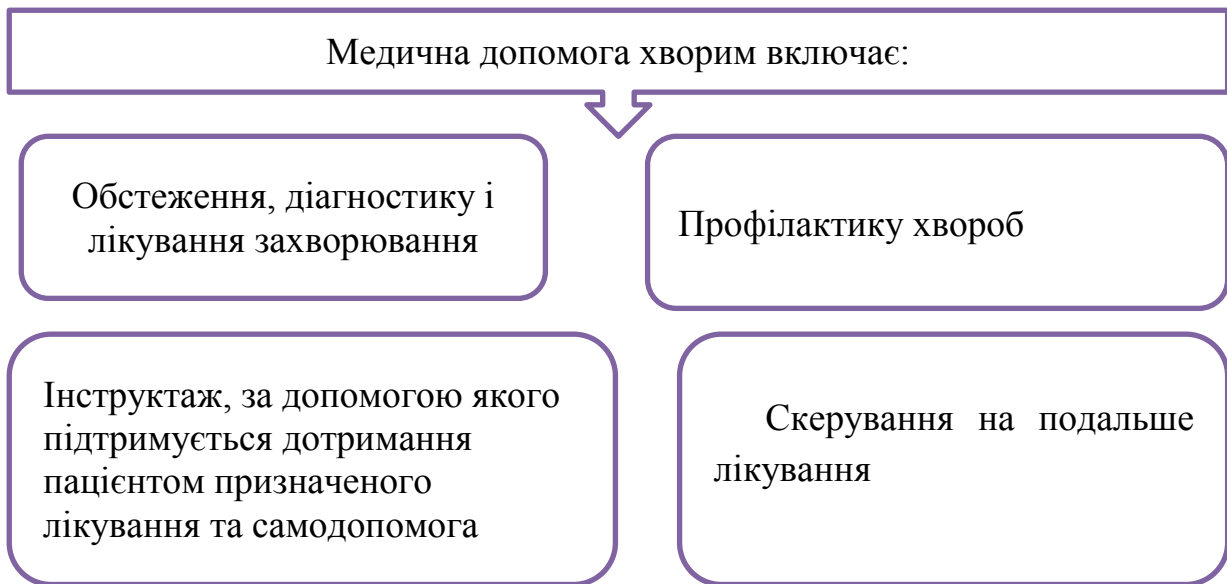 Медична допомога хворим включає:
Обстеження, діагностику і
лікування захворювання
Профілактику хвороб
Інструктаж, за допомогою якого
підтримується дотримання
пацієнтом призначеного
лікування та самодопомога
Скерування на подальше
лікування